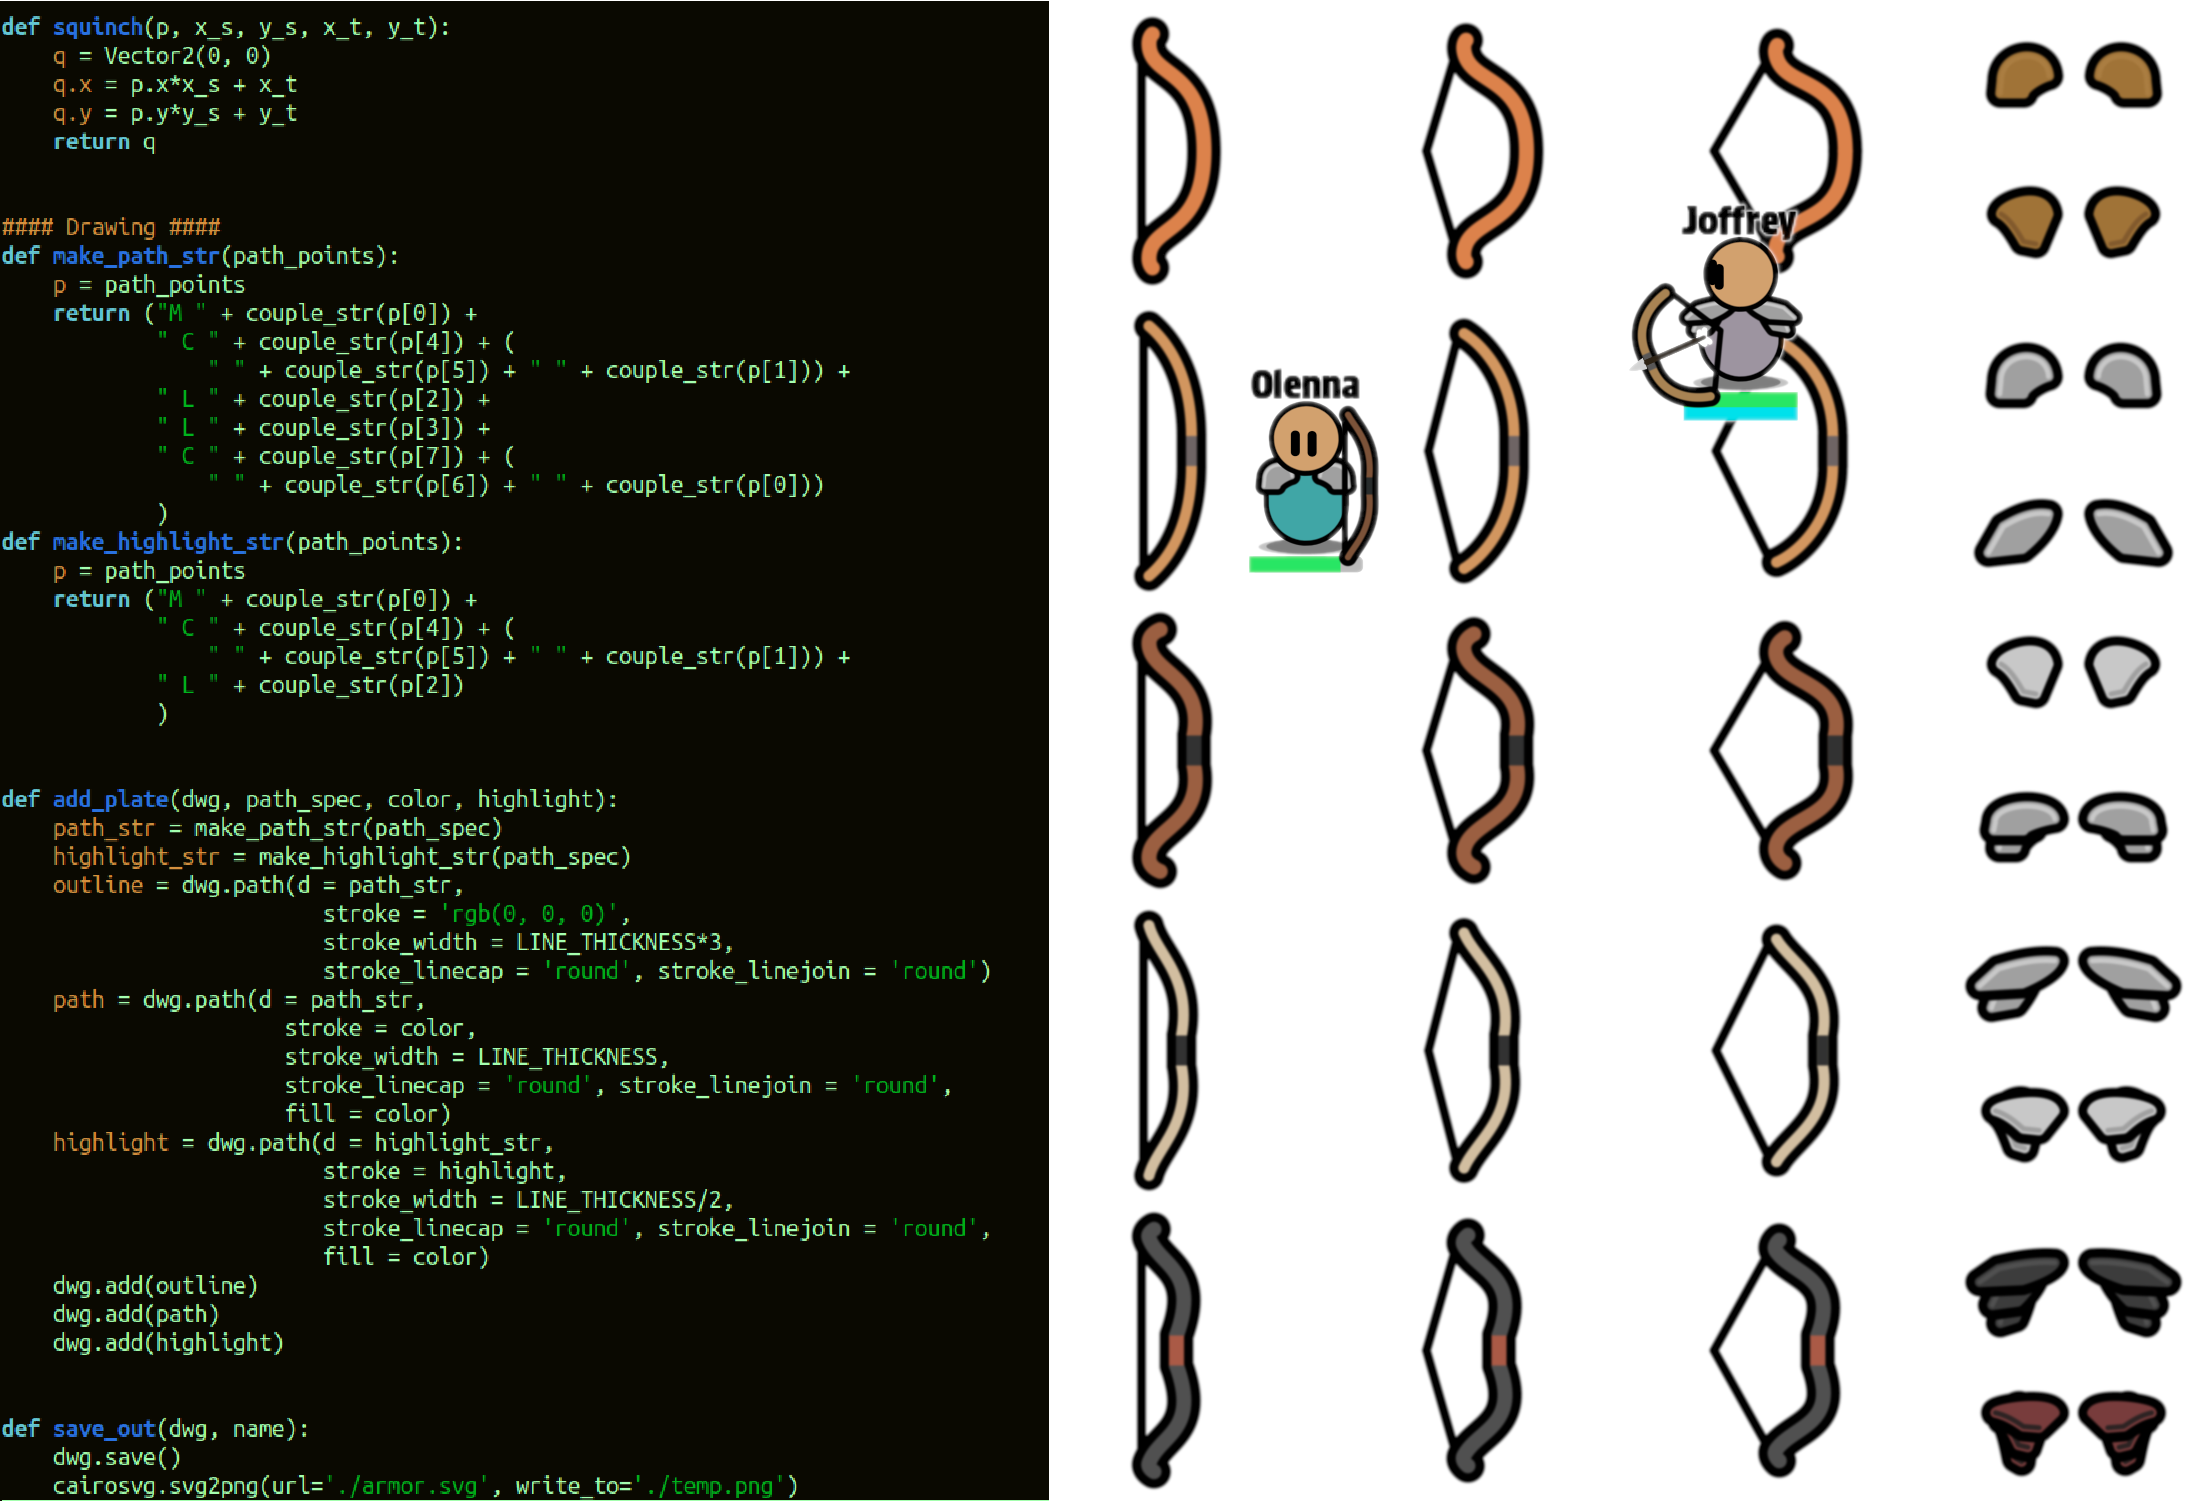 def squinch(p, x_s, y_s, x_t, y_t):
    q = Vector2(0, 0)
    q.x = p.x*x_s + x_t
    q.y = p.y*y_s + y_t
    return q
#### Drawing ####
def make_path_str(path_points):
    p = path_points
    return ("M " + couple_str(p[0]) +
            " C " + couple_str(p[4]) + (
                " " + couple_str(p[5]) + " " + couple_str(p[1])) +
            " L " + couple_str(p[2]) +
            " L " + couple_str(p[3]) +
            " C " + couple_str(p[7]) + (
                " " + couple_str(p[6]) + " " + couple_str(p[0]))
            )
def make_highlight_str(path_points):
    p = path_points
    return ("M " + couple_str(p[0]) +
            " C " + couple_str(p[4]) + (
                " " + couple_str(p[5]) + " " + couple_str(p[1])) +
            " L " + couple_str(p[2])
            )
def add_plate(dwg, path_spec, color, highlight):
    path_str = make_path_str(path_spec)
    highlight_str = make_highlight_str(path_spec)
    outline = dwg.path(d = path_str,
                         stroke = 'rgb(0, 0, 0)',
                         stroke_width = LINE_THICKNESS*3,
                         stroke_linecap = 'round', stroke_linejoin = 'round')
    path = dwg.path(d = path_str,
                      stroke = color,
                      stroke_width = LINE_THICKNESS,
                      stroke_linecap = 'round', stroke_linejoin = 'round',
                      fill = color)
    highlight = dwg.path(d = highlight_str,
                         stroke = highlight,
                         stroke_width = LINE_THICKNESS/2,
                         stroke_linecap = 'round', stroke_linejoin = 'round',
                         fill = color)
    dwg.add(outline)
    dwg.add(path)
    dwg.add(highlight)
def save_out(dwg, name):
    dwg.save()
    cairosvg.svg2png(url='./armor.svg', write_to='./temp.png')
Joffrey
Olenna